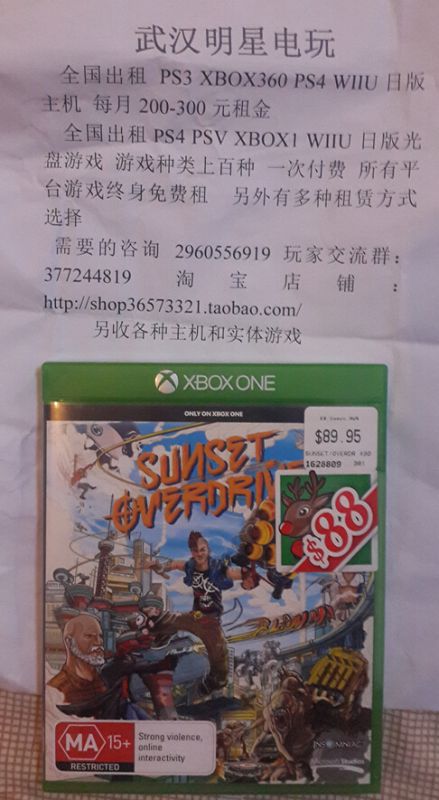 武汉明星电玩
全国出租 PS3 XBOX360 PS4 WIIU 日版
主机 每月 200-300 元租金
全国出租 PS4 PSV XBOX1 WIIU 日版光
盘游戏 游戏种类上百种 一次付费 所有平
台游戏终身免费租 另外有多种租赁方式
选择
需要的咨询 2960556919 玩家交流群：
377244819 淘宝店铺：
http://shop36573321.taobao.com/
另收各种主机和实体游戏
XBOX ONE
ONLY ON XBOX ONE
$89.95
SUNSET/OVERDR
1628809
$88
SUNSET
OVERDRIVE
MA 15+
RESTRICTED
Strong violence,
online
interactivity
INSOMNIAC
Microsoft Studios